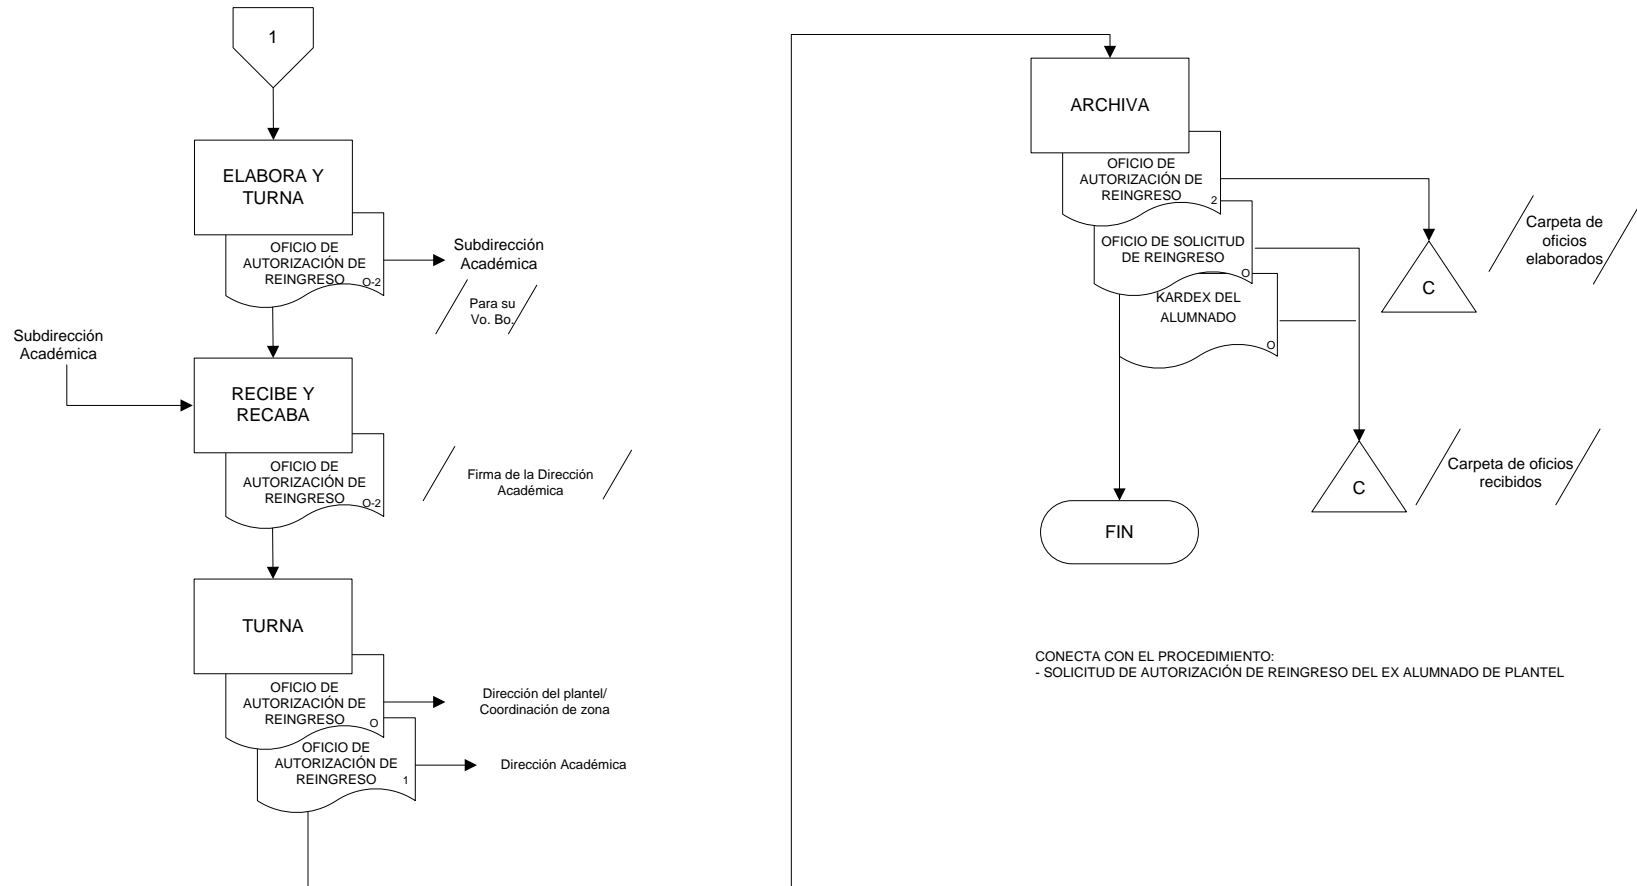 1
ELABORA Y
TURNA
OFICIO DE
AUTORIZACIÓN DE
REINGRESO
O-2
Subdirección
Académica
Para su
Vo. Bo.
Subdirección
Académica
RECIBE Y
RECABA
OFICIO DE
AUTORIZACIÓN DE
REINGRESO
O-2
Firma de la Dirección
Académica
TURNA
OFICIO DE
AUTORIZACIÓN DE
REINGRESO
O
Dirección del plantel/
Coordinación de zona
OFICIO DE
AUTORIZACIÓN DE
REINGRESO
1
Dirección Académica
ARCHIVA
OFICIO DE
AUTORIZACIÓN DE
REINGRESO
2
OFICIO DE SOLICITUD
DE REINGRESO
O
KARDEX DEL
ALUMNADO
O
C
Carpeta de
oficios
elaborados
C
Carpeta de oficios
recibidos
FIN
CONECTA CON EL PROCEDIMIENTO:
- SOLICITUD DE AUTORIZACIÓN DE REINGRESO DEL EX ALUMNADO DE PLANTEL